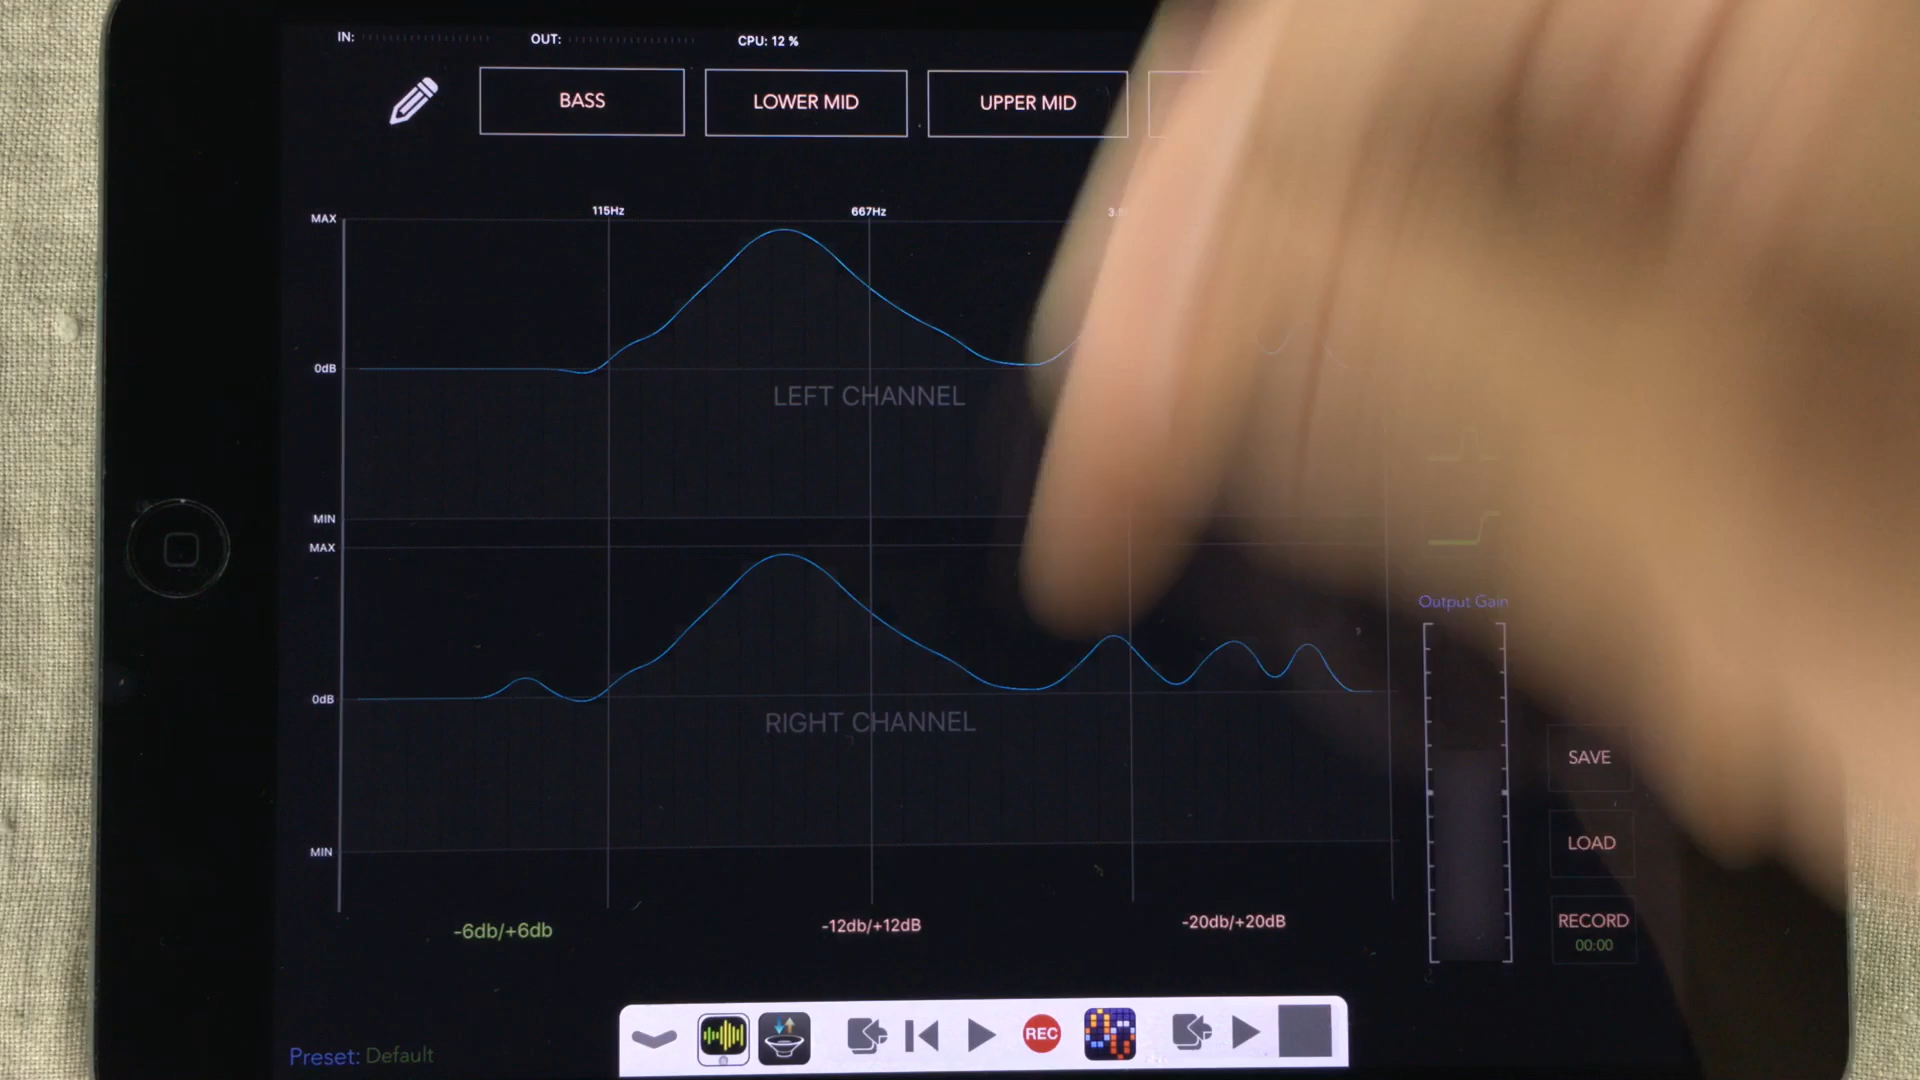 IN:
OUT:
CPU: 12 %
BASS
LOWER MID
UPPER MID
115Hz
667Hz
MAX
0dB
LEFT CHANNEL
MIN
MAX
Output Gain
0dB
RIGHT CHANNEL
SAVE
LOAD
MIN
RECORD
00:00
-6db/+6db
-12db/+12dB
-20db/+20dB
REC
Preset: Default